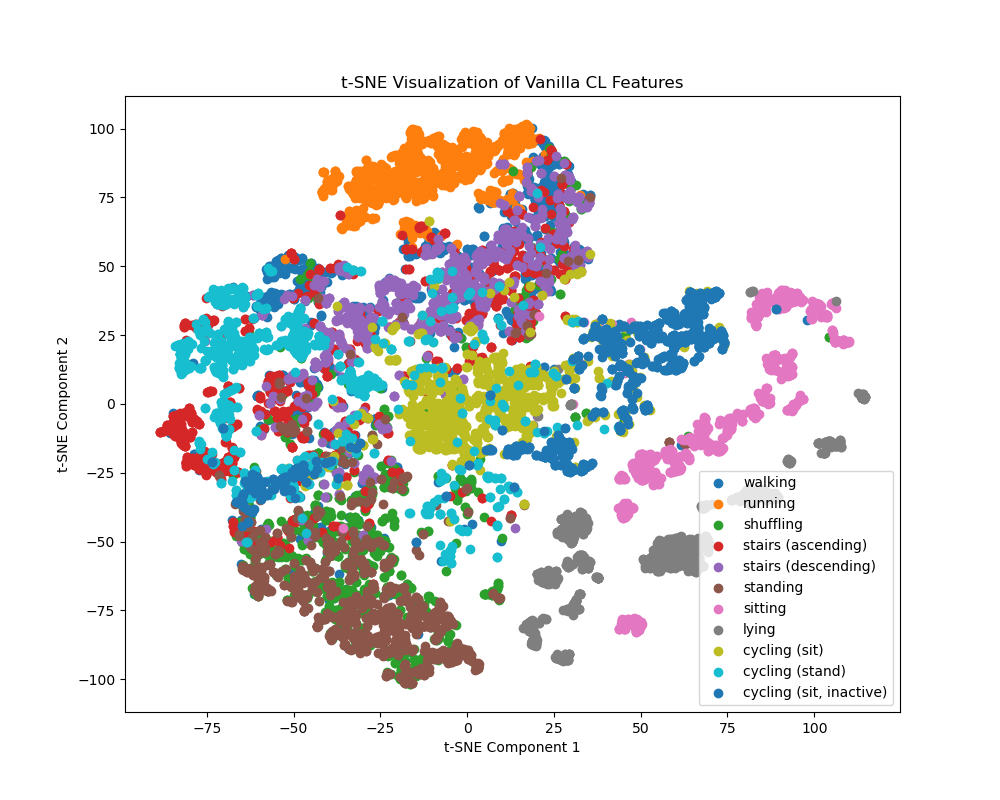 t-SNE Visualization of Vanilla CL Features
t-SNE Component 2
100
75
50
25
0
−25
−50
−75
−100
walking
running
shuffling
stairs (ascending)
stairs (descending)
standing
sitting
lying
cycling (sit)
cycling (stand)
cycling (sit, inactive)
−75
−50
−25
0
25
50
75
100
t-SNE Component 1